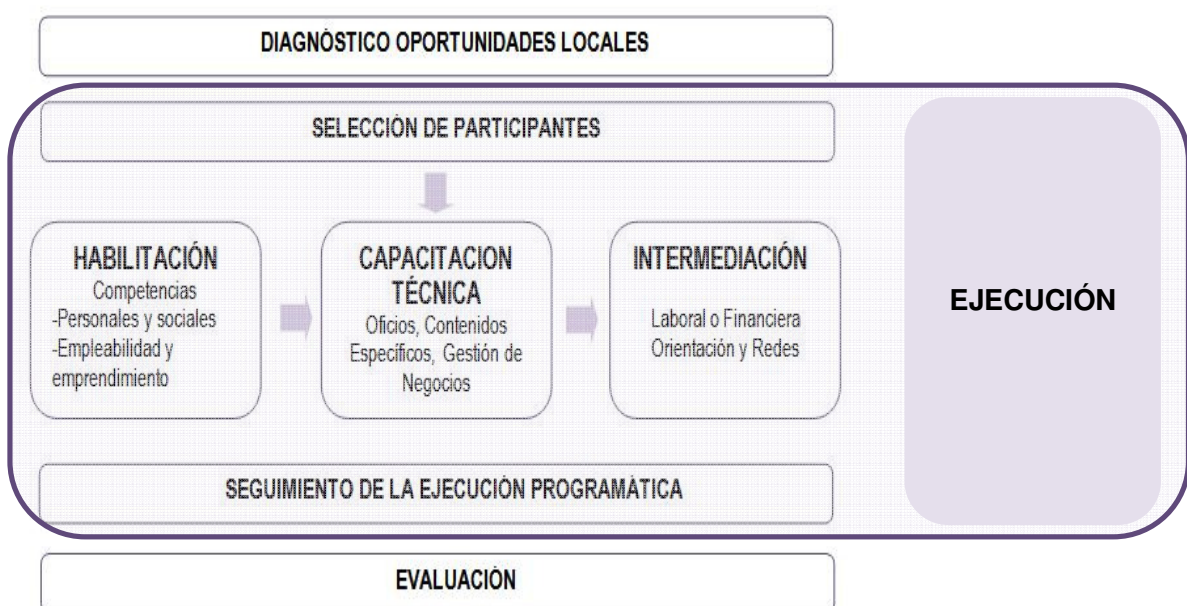 DIAGNÓSTICO OPORTUNIDADES LOCALES
SELECCIÓN DE PARTICIPANTES
HABILITACIÓN
Competencias
-Personales y sociales
-Empleabilidad y
emprendimiento
CAPACITACION
TÉCNICA
Oficios, Contenidos
Específicos, Gestión de
Negocios
INTERMEDIACIÓN
Laboral o Financiera
Orientación y Redes
EJECUCIÓN
SEGUIMIENTO DE LA EJECUCIÓN PROGRAMÀTICA
EVALUACIÓN